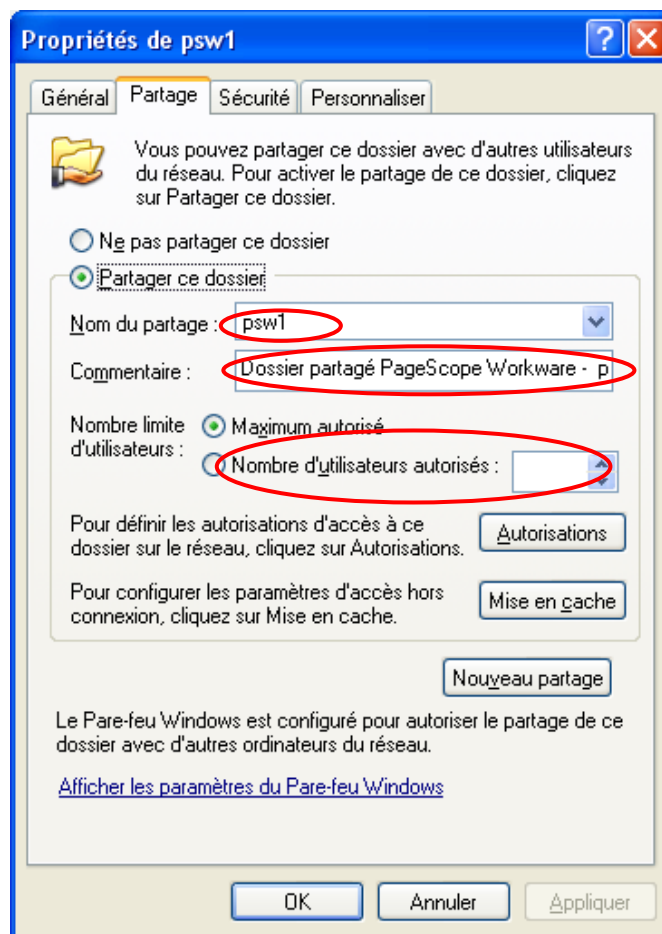 Propriétés de psw1
Général Partage Sécurité Personnaliser
Vous pouvez partager ce dossier avec d'autres utilisateurs
du réseau. Pour activer le partage de ce dossier, cliquez
sur Partager ce dossier.
Ne pas partager ce dossier
Partager ce dossier
Nom du partage : psw1
Commentaire : Dossier partagé PageScope Workware - p
Nombre limite
d'utilisateurs :
Maximum autorisé
Nombre d'utilisateurs autorisés :
Pour définir les autorisations d'accès à ce
dossier sur le réseau, cliquez sur Autorisations.
Autorisations
Pour configurer les paramètres d'accès hors
connexion, cliquez sur Mise en cache.
Mise en cache
Nouveau partage
Le Pare-feu Windows est configuré pour autoriser le partage de ce
dossier avec d'autres ordinateurs du réseau.
Afficher les paramètres du Pare-feu Windows
OK Annuler Appliquer